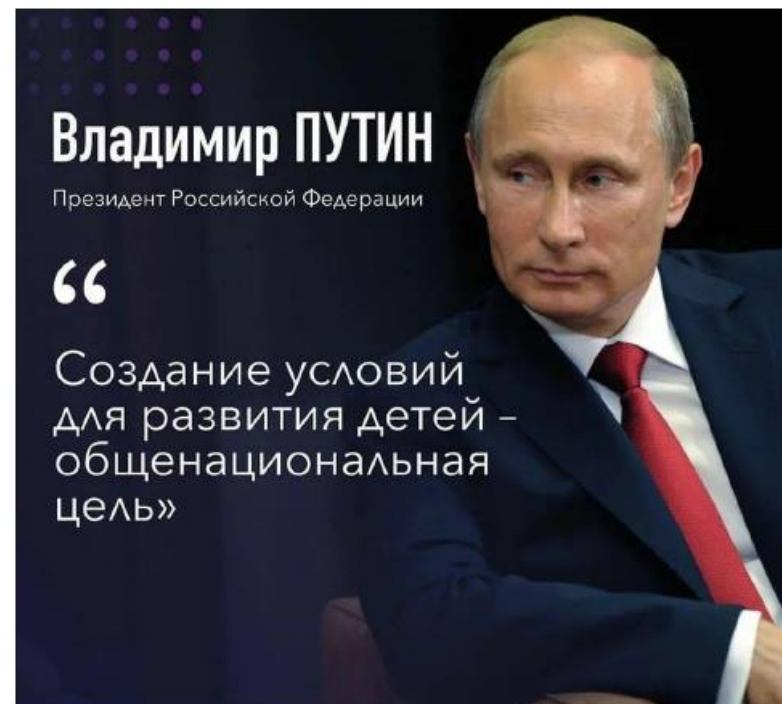 Владимир ПУТИН
Президент Российской Федерации
“
Создание условий
для развития детей –
общенациональная
цель»